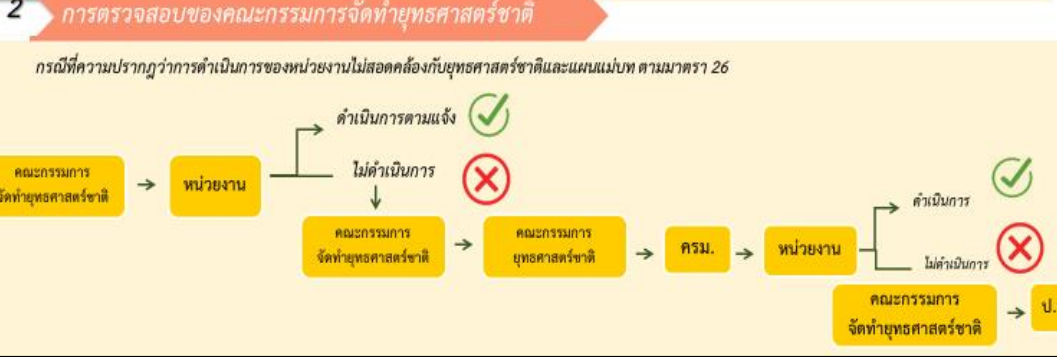 2
การตรวจสอบของคณะกรรมการจัดทำยุทธศาสตร์ชาติ
กรณีที่ความปรากฏว่าการดำเนินการของหน่วยงานไม่สอดคล้องกับยุทธศาสตร์ชาติและแผนแม่บท ตามมาตรา 26
ดำเนินการตามแจ้ง
ไม่ดำเนินการ
คณะกรรมการ
จัดทำยุทธศาสตร์ชาติ
หน่วยงาน
คณะกรรมการ
จัดทำยุทธศาสตร์ชาติ
คณะกรรมการ
ยุทธศาสตร์ชาติ
ครม.
หน่วยงาน
ดำเนินการ
ไม่ดำเนินการ
คณะกรรมการ
จัดทำยุทธศาสตร์ชาติ
ป.